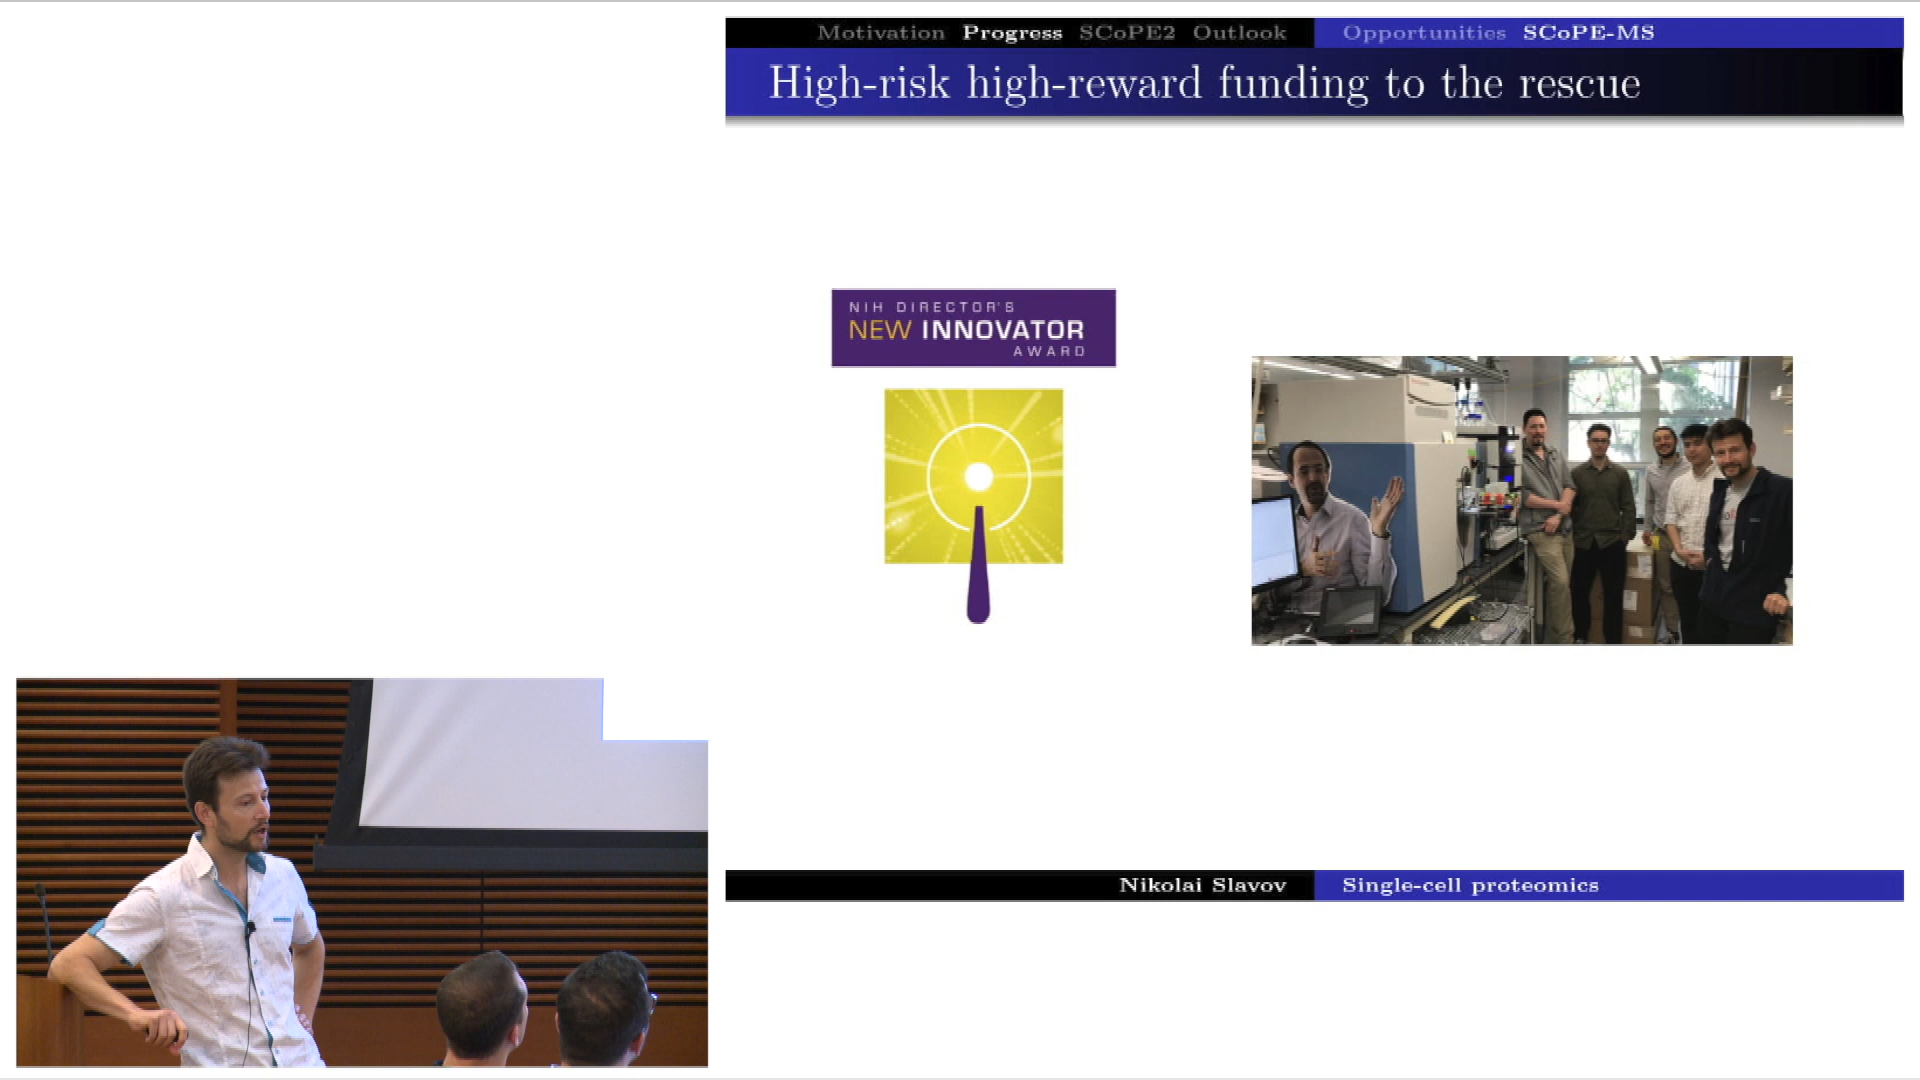 Motivation Progress SCoPE2 Outlook Opportunities SCoPE-MS
High-risk high-reward funding to the rescue
NIH DIRECTOR'S
NEW INNOVATOR
AWARD
Nikolai Slavov Single-cell proteomics